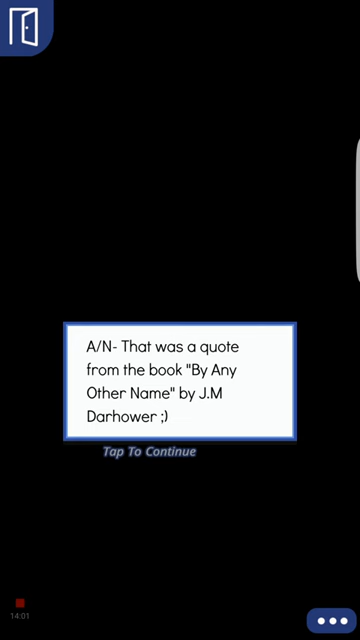 A/N- That was a quote
from the book "By Any
Other Name" by J.M
Darhower ;)
Tap To Continue
14:01